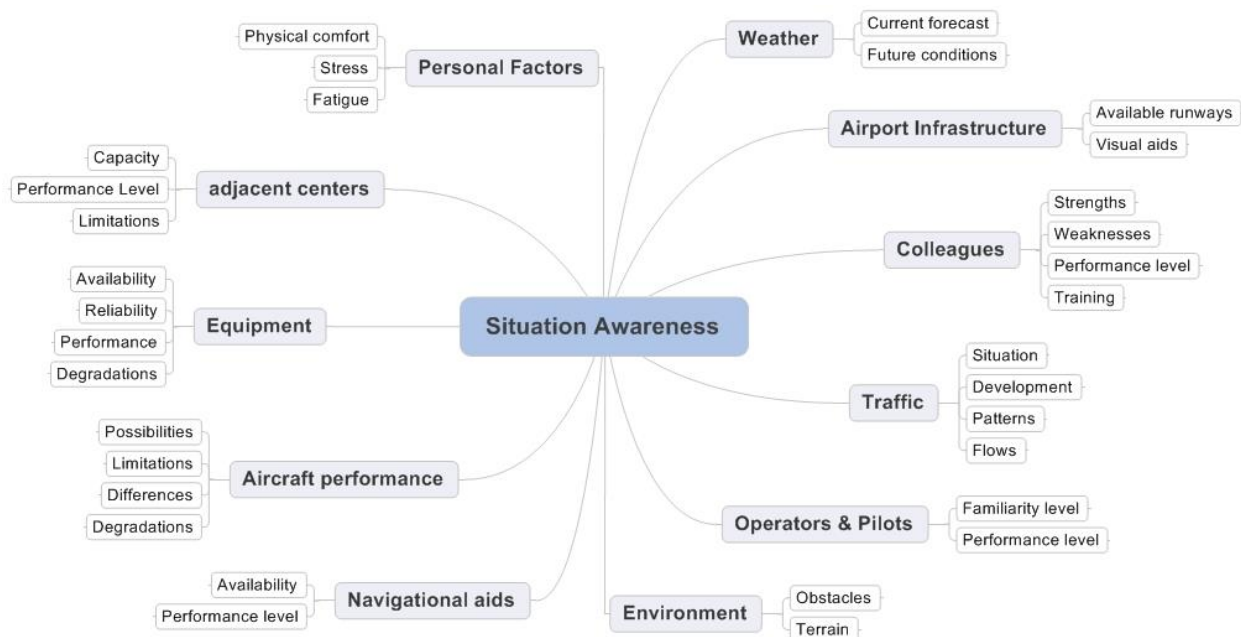 Situation Awareness
Personal Factors
Physical comfort
Stress
Fatigue
adjacent centers
Capacity
Performance Level
Limitations
Equipment
Availability
Reliability
Performance
Degradations
Aircraft performance
Possibilities
Limitations
Differences
Degradations
Navigational aids
Availability
Performance level
Weather
Current forecast
Future conditions
Airport Infrastructure
Available runways
Visual aids
Colleagues
Strengths
Weaknesses
Performance level
Training
Traffic
Situation
Development
Patterns
Flows
Operators & Pilots
Familiarity level
Performance level
Environment
Obstacles
Terrain